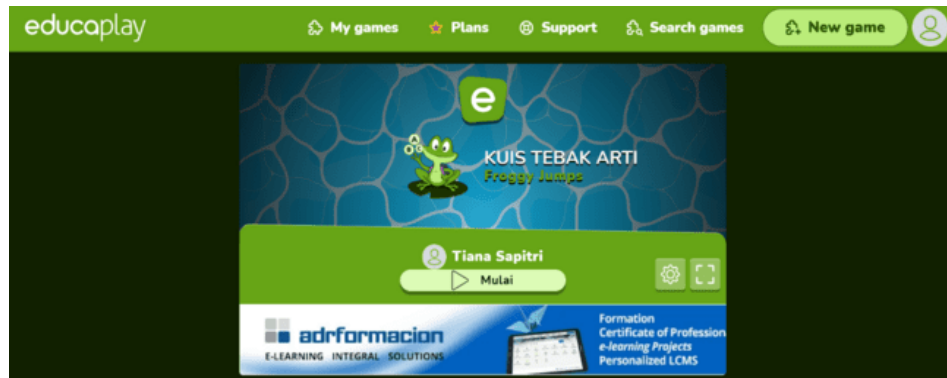 educaplay
My games
Plans
Support
Search games
New game
e
KUIS TEBAK ARTI
Froggy Jumps
Tiana Sapitri
Mulai
adrformacion
E-LEARNING INTEGRAL SOLUTIONS
Formation
Certificate of Profession
e-learning Projects
Personalized LCMS